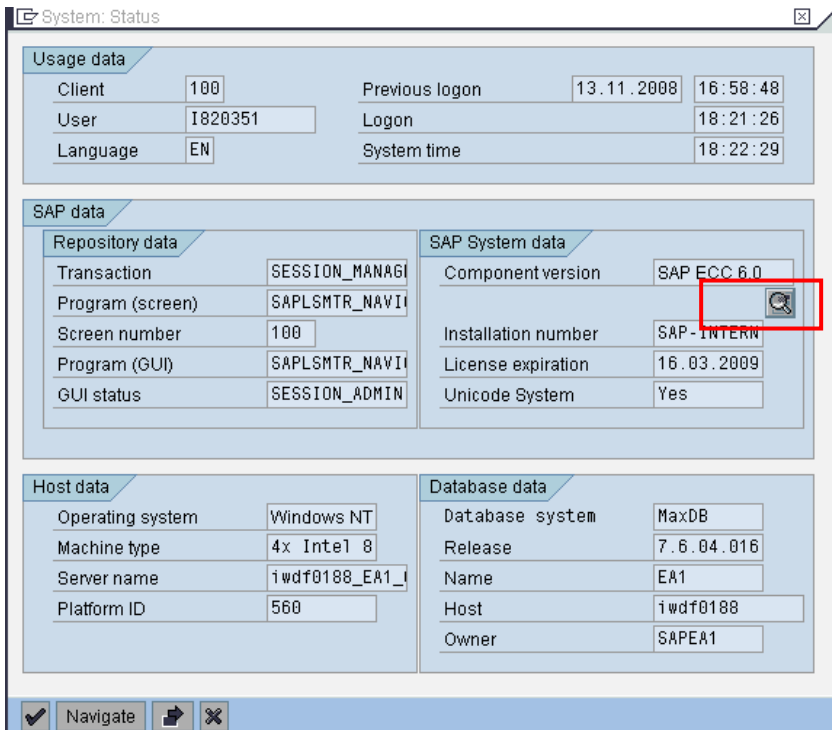 System: Status
Usage data
Client 100 Previous logon 13.11.2008 16:58:48
User I820351 Logon 18:21:26
Language EN System time 18:22:29
SAP data
Repository data
Transaction SESSION_MANAG
Program (screen) SAPLSMTR_NAVI
Screen number 100
Program (GUI) SAPLSMTR_NAVI
GUI status SESSION_ADMIN
SAP System data
Component version SAP ECC 6.0
Installation number SAP-INTERN
License expiration 16.03.2009
Unicode System Yes
Host data
Operating system Windows NT
Machine type 4x Intel 8
Server name iwdf0188_EA1_
Platform ID 560
Database data
Database system MaxDB
Release 7.6.04.016
Name EA1
Host iwdf0188
Owner SAPEA1
Navigate